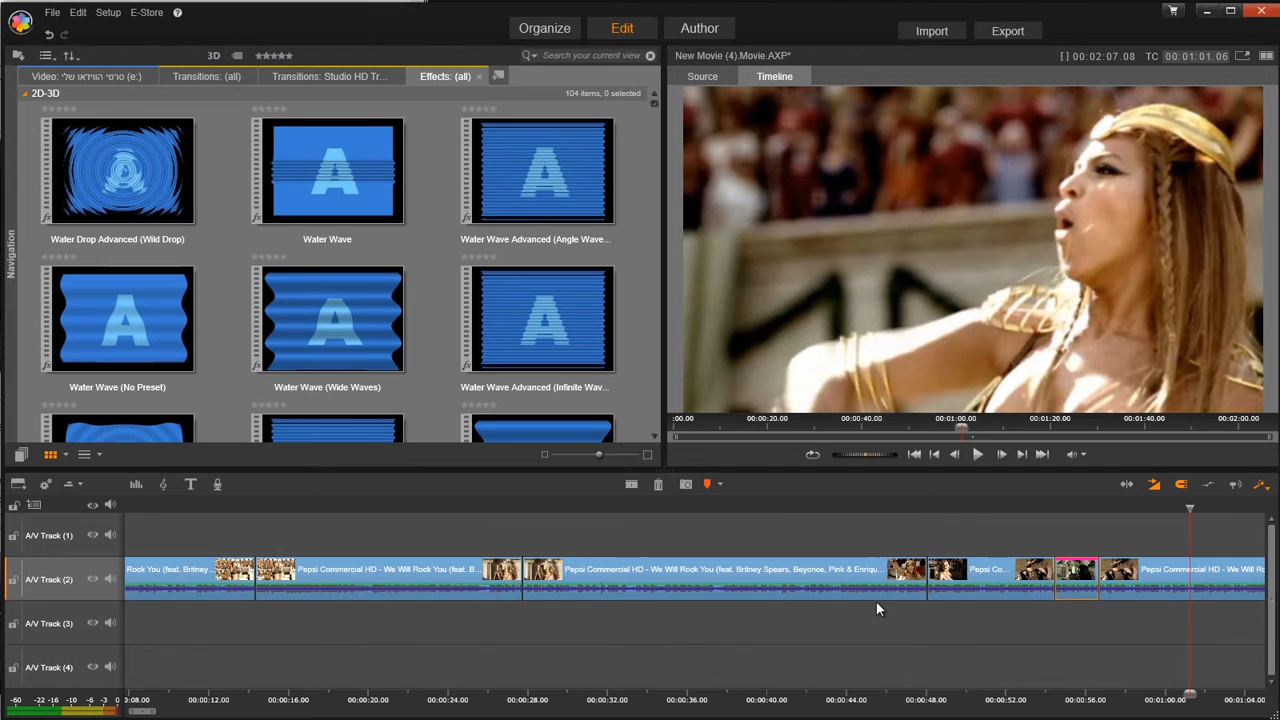 File Edit Setup E-Store ?
Organize Edit Author
Import Export
3D
Search your current view
New Movie (4).Movie.AXP*
[ ] 00:02:07.08 TC 00:01:01.06
Video: סרטי הווידאו שלי (e:)
Transitions: (all)
Transitions: Studio HD Tr...
Effects: (all) ×
Source Timeline
2D-3D
104 items, 0 selected
A
A
fx fx fx
Water Drop Advanced (Wild Drop)
Water Wave
Water Wave Advanced (Angle Wave...
Navigation
A
A
A
fx fx fx
Water Wave (No Preset)
Water Wave (Wide Waves)
Water Wave Advanced (Infinite Wav...
:00.00 00:00:20.00 00:00:40.00 00:01:00.00 00:01:20.00 00:01:40.00 00:02:00.00
T
A/V Track (1)
A/V Track (2)
Rock You (feat. Britney...
Pepsi Commercial HD - We Will Rock You (feat. B...
Pepsi Commercial HD - We Will Rock You (feat. Britney Spears, Beyonce, Pink & Enriqu...
Pepsi Co...
Pepsi Commercial HD - We Will Ro
A/V Track (3)
A/V Track (4)
-60 -22 -16 -10 -6 -3 0
0:08.00 00:00:12.00 00:00:16.00 00:00:20.00 00:00:24.00 00:00:28.00 00:00:32.00 00:00:36.00 00:00:40.00 00:00:44.00 00:00:48.00 00:00:52.00 00:00:56.00 00:01:00.00 00:01:04.00